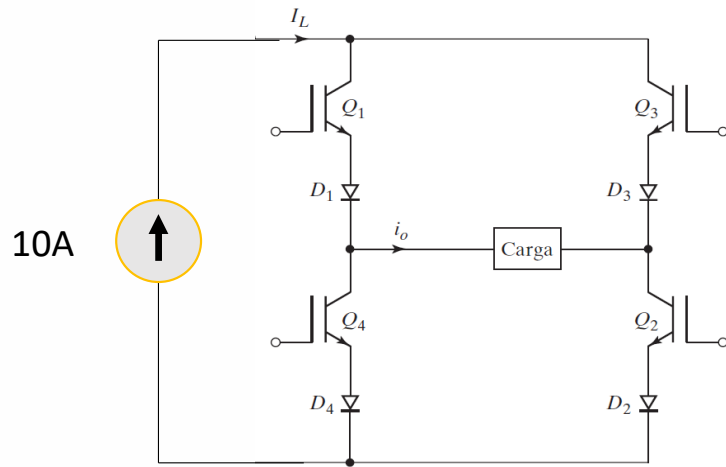 I_L
Q_1
Q_3
D_1
D_3
10A
i_o
Carga
Q_4
Q_2
D_4
D_2